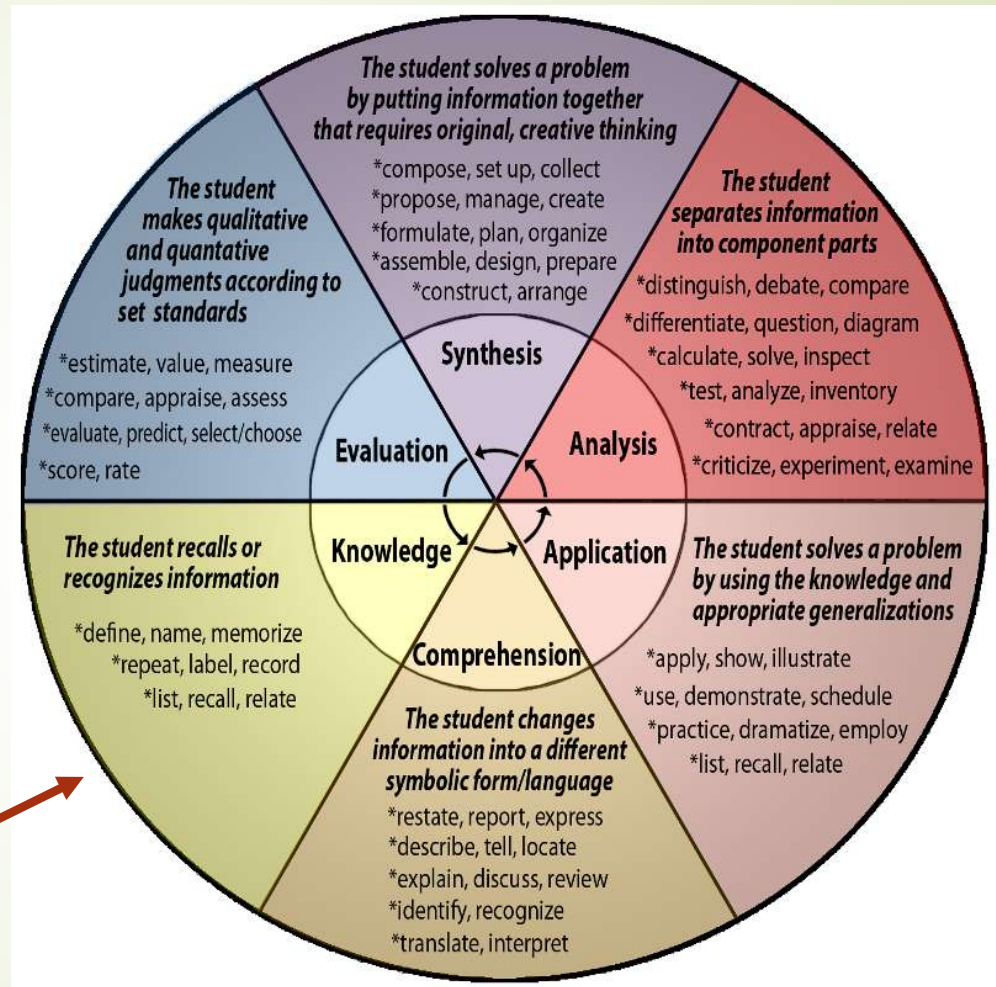 The student solves a problem
by putting information together
that requires original, creative thinking
*compose, set up, collect
*propose, manage, create
*formulate, plan, organize
*assemble, design, prepare
*construct, arrange
Synthesis
The student
separates information
into component parts
*distinguish, debate, compare
*differentiate, question, diagram
*calculate, solve, inspect
*test, analyze, inventory
*contract, appraise, relate
*criticize, experiment, examine
Analysis
The student solves a problem
by using the knowledge and
appropriate generalizations
*apply, show, illustrate
*use, demonstrate, schedule
*practice, dramatize, employ
*list, recall, relate
Application
Comprehension
The student changes
information into a different
symbolic form/language
*restate, report, express
*describe, tell, locate
*explain, discuss, review
*identify, recognize
*translate, interpret
Knowledge
The student recalls or
recognizes information
*define, name, memorize
*repeat, label, record
*list, recall, relate
The student
makes qualitative
and quantative
judgments according to
set standards
*estimate, value, measure
*compare, appraise, assess
*evaluate, predict, select/choose
*score, rate
Evaluation